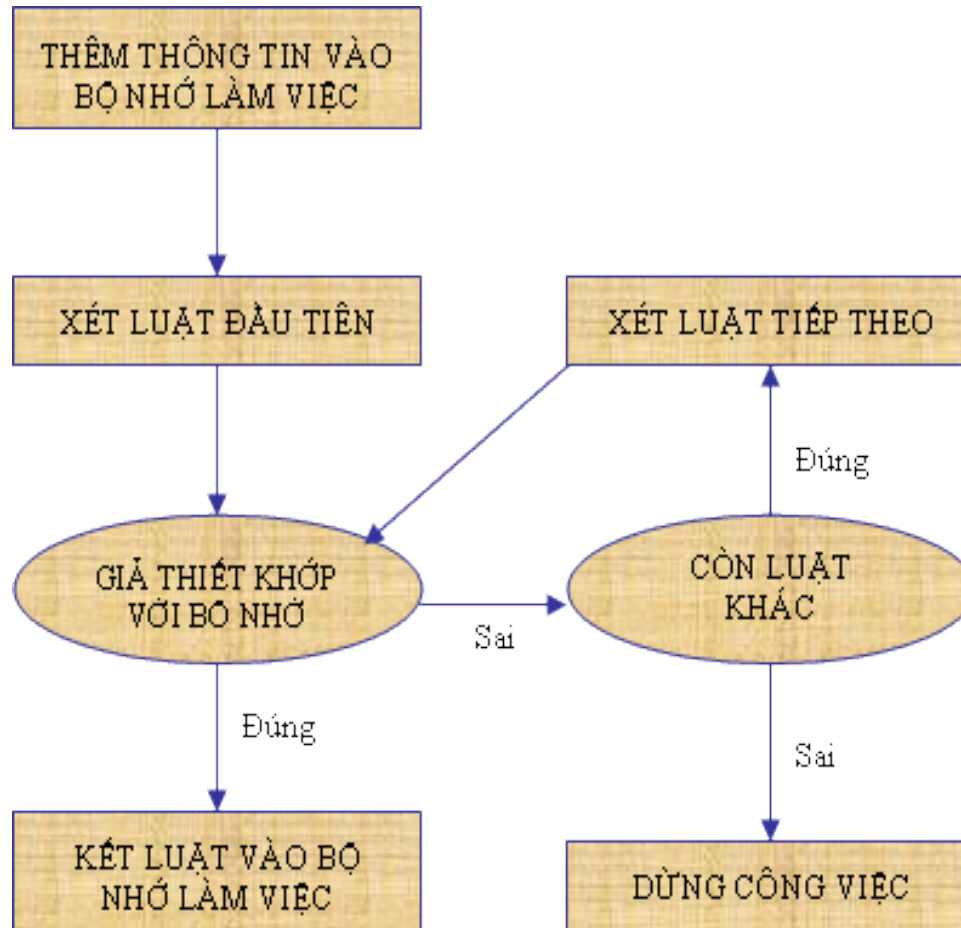 THÊM THÔNG TIN VÀO
BỘ NHỚ LÀM VIỆC
XÉT LUẬT ĐẦU TIÊN
XÉT LUẬT TIẾP THEO
Đúng
GIẢ THIẾT KHỚP
VỚI BỘ NHỚ
CÒN LUẬT
KHÁC
Sai
Đúng
Sai
KẾT LUẬT VÀO BỘ
NHỚ LÀM VIỆC
DỪNG CÔNG VIỆC